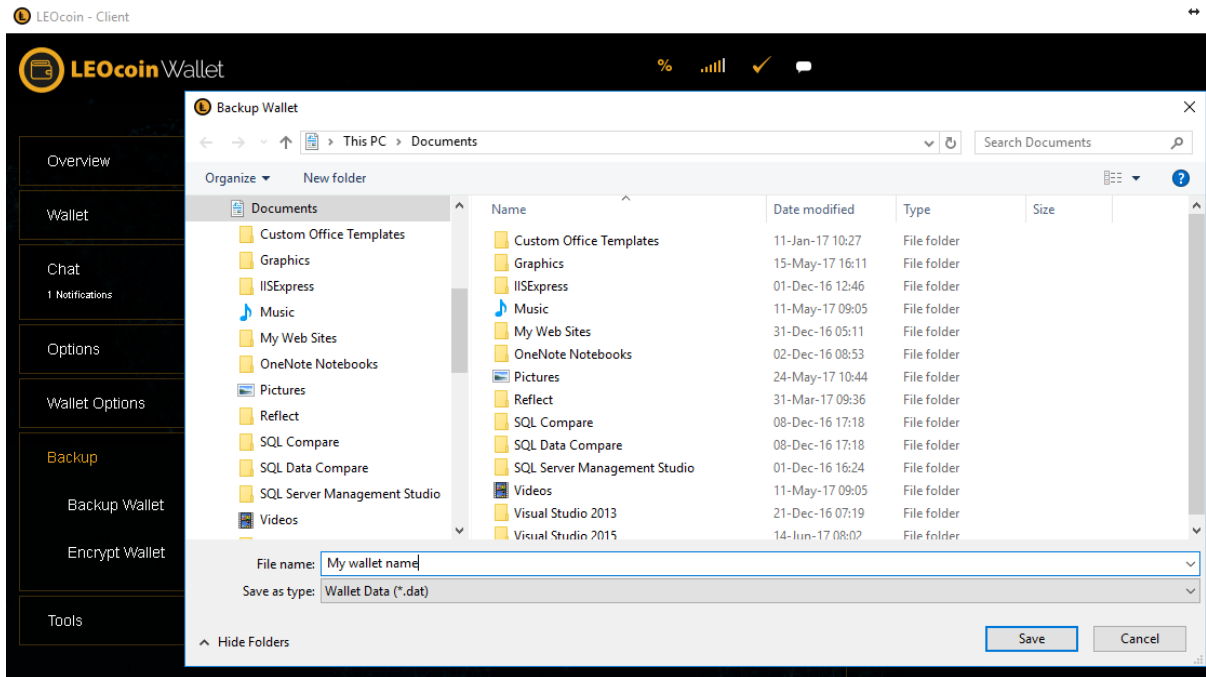 LEOcoin - Client
LEOcoin Wallet
%
Backup Wallet
This PC > Documents
Search Documents
Organize
New folder
?
Overview
Wallet
Chat
1 Notifications
Options
Wallet Options
Backup
Backup Wallet
Encrypt Wallet
Tools
Documents
Custom Office Templates
Graphics
IISExpress
Music
My Web Sites
OneNote Notebooks
Pictures
Reflect
SQL Compare
SQL Data Compare
SQL Server Management Studio
Videos
Name Date modified Type Size
Custom Office Templates 11-Jan-17 10:27 File folder
Graphics 15-May-17 16:11 File folder
IISExpress 01-Dec-16 12:46 File folder
Music 11-May-17 09:05 File folder
My Web Sites 31-Dec-16 05:11 File folder
OneNote Notebooks 02-Dec-16 08:53 File folder
Pictures 24-May-17 10:44 File folder
Reflect 31-Mar-17 09:36 File folder
SQL Compare 08-Dec-16 17:18 File folder
SQL Data Compare 08-Dec-16 17:18 File folder
SQL Server Management Studio 01-Dec-16 16:24 File folder
Videos 11-May-17 09:05 File folder
Visual Studio 2013 21-Dec-16 07:19 File folder
Visual Studio 2015 14-Jun-17 08:02 File folder
File name: My wallet name
Save as type: Wallet Data (*.dat)
Hide Folders
Save
Cancel